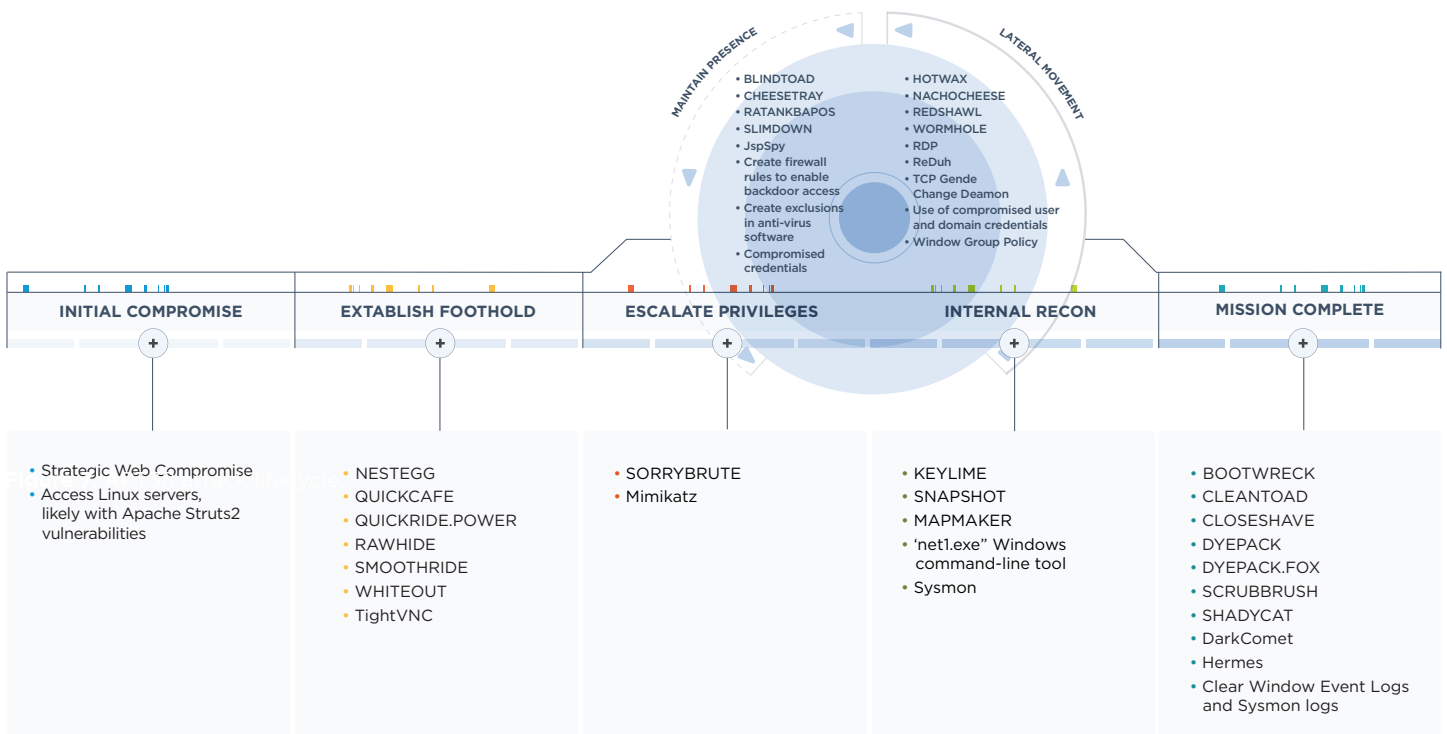 MAINTAIN PRESENCE
• BLINDTOAD
• CHEESETRAY
• RATANKBAPOS
• SLIMDOWN
• JspSpy
• Create firewall
rules to enable
backdoor access
• Create exclusions
in anti-virus
software
• Compromised
credentials
LATERAL MOVEMENT
• HOTWAX
• NACHOCHEESE
• REDSHAWL
• WORMHOLE
• RDP
• ReDuh
• TCP Gende
Change Deamon
• Use of compromised user
and domain credentials
• Window Group Policy
INITIAL COMPROMISE
EXTABLISH FOOTHOLD
ESCALATE PRIVILEGES
INTERNAL RECON
MISSION COMPLETE
+
+
+
+
+
• Strategic Web Compromise
• Access Linux servers,
likely with Apache Struts2
vulnerabilities
• NESTEGG
• QUICKCAFE
• QUICKRIDE.POWER
• RAWHIDE
• SMOOTHRIDE
• WHITEOUT
• TightVNC
• SORRYBRUTE
• Mimikatz
• KEYLIME
• SNAPSHOT
• MAPMAKER
• ‘net1.exe” Windows
command-line tool
• Sysmon
• BOOTWRECK
• CLEANTOAD
• CLOSESHAVE
• DYEPACK
• DYEPACK.FOX
• SCRUBBRUSH
• SHADYCAT
• DarkComet
• Hermes
• Clear Window Event Logs
and Sysmon logs